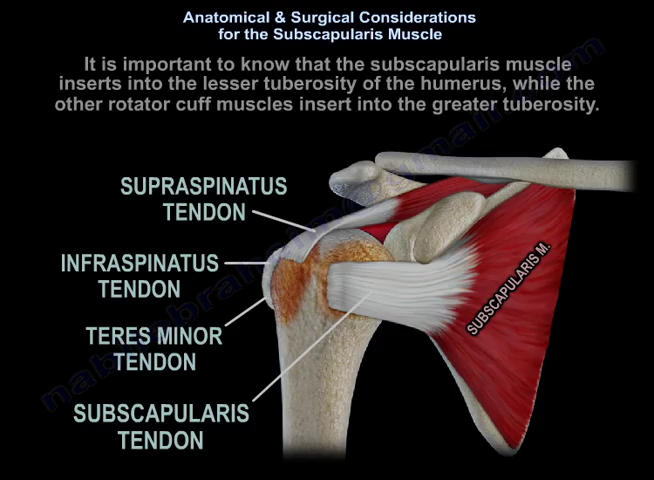 Anatomical & Surgical Considerations
for the Subscapularis Muscle
It is important to know that the subscapularis muscle
inserts into the lesser tuberosity of the humerus, while the
other rotator cuff muscles insert into the greater tuberosity.
SUPRASPINATUS
TENDON
INFRASPINATUS
TENDON
TERES MINOR
TENDON
SUBSCAPULARIS
TENDON
SUBSCAPULARIS M.